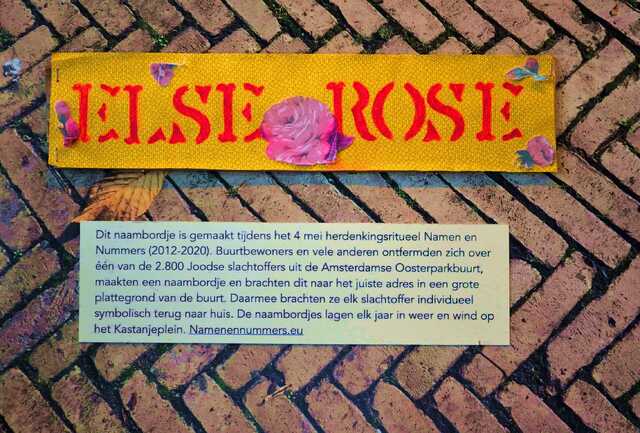 ELSE ROSE
Dit naambordje is gemaakt tijdens het 4 mei herdenkingsritueel Namen en
Nummers (2012-2020). Buurtbewoners en vele anderen ontfermden zich over
één van de 2.800 Joodse slachtoffers uit de Amsterdamse Oosterparkbuurt,
maakten een naambordje en brachten dit naar het juiste adres in een grote
plattegrond van de buurt. Daarmee brachten ze elk slachtoffer individueel
symbolisch terug naar huis. De naambordjes lagen elk jaar in weer en wind op
het Kastanjeplein. Namenennummers.eu